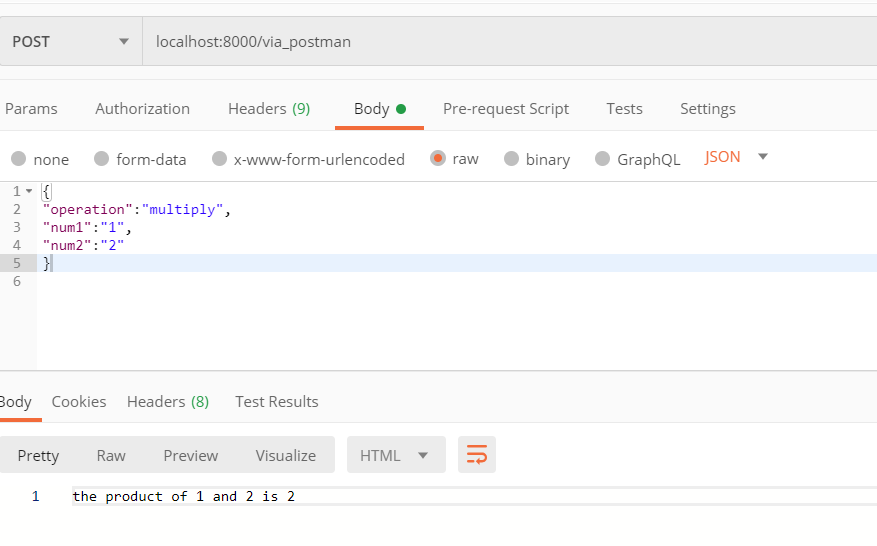 POST localhost:8000/via_postman
Params Authorization Headers (9) Body Pre-request Script Tests Settings
none form-data x-www-form-urlencoded raw binary GraphQL JSON
1 {
2 "operation":"multiply",
3 "num1":"1",
4 "num2":"2"
5 }
6
Body Cookies Headers (8) Test Results
Pretty Raw Preview Visualize HTML
1 the product of 1 and 2 is 2